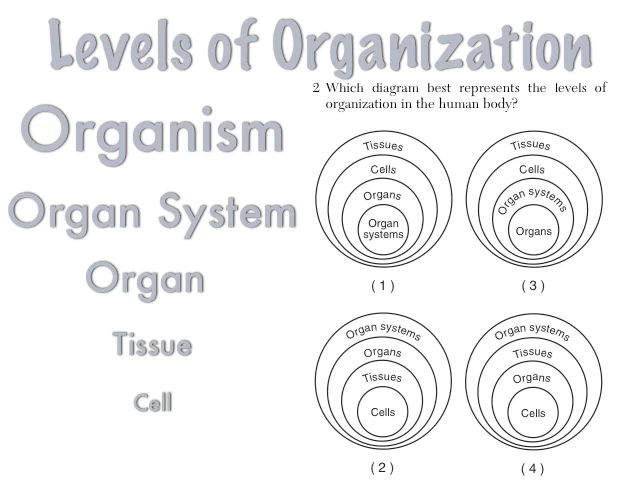 Levels of Organization
Organism
Organ System
Organ
Tissue
Cell
2 Which diagram best represents the levels of
organization in the human body?
Tissues
Cells
Organs
Organ
systems
(1)
Tissues
Cells
Organ systems
Organs
(3)
Organ systems
Organs
Tissues
Cells
(2)
Organ systems
Tissues
Organs
Cells
(4)